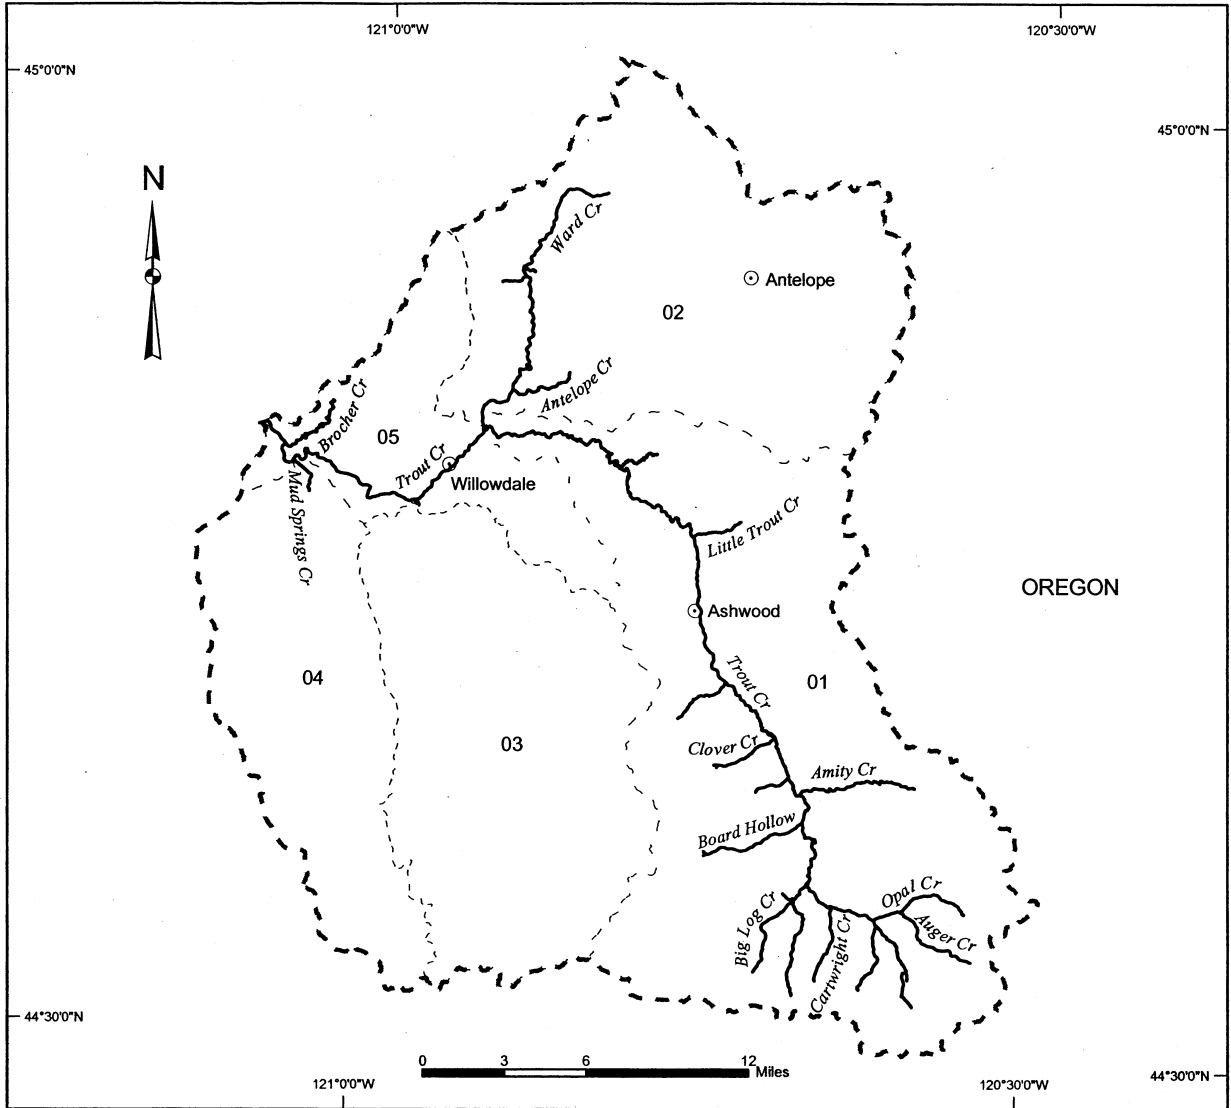 121°0'0"W
120°30'0"W
45°0'0"N
45°0'0"N
N
Ward Cr
Antelope
02
Antelope Cr
Brocher Cr
05
Trout Cr
Willowdale
Mud Springs Cr
Little Trout Cr
OREGON
Ashwood
Trout Cr
04
01
03
Clover Cr
Amity Cr
Board Hollow
Opal Cr
Big Log Cr
Auger Cr
Cartwright Cr
44°30'0"N
0 3 6 12
Miles
44°30'0"N
121°0'0"W
120°30'0"W